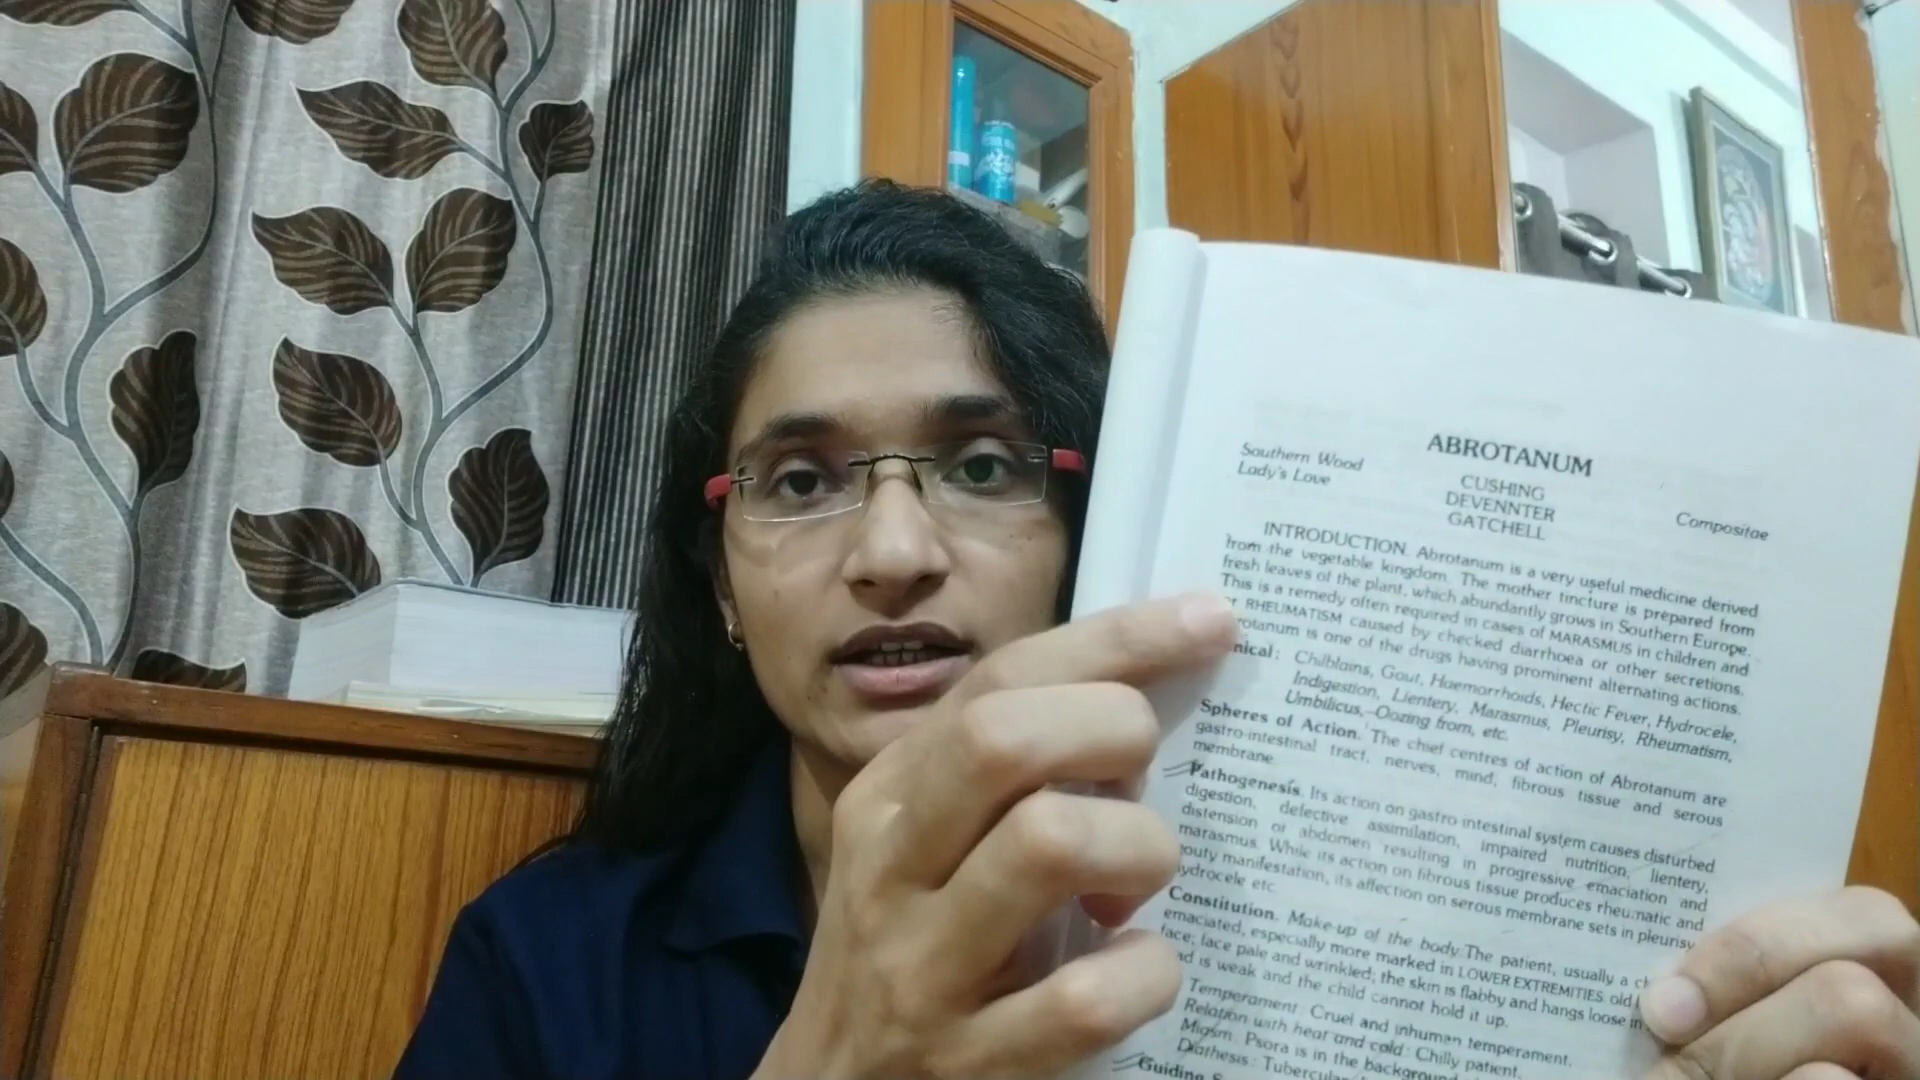 ABROTANUM
Southern Wood
Lady's Love
CUSHING
DEVENNTER
GATCHELL
Compositae
INTRODUCTION. Abrotanum is a very useful medicine derived
from the vegetable kingdom. The mother tincture is prepared from
fresh leaves of the plant, which abundantly grows in Southern Europe.
This is a remedy often required in cases of MARASMUS in children and
or RHEUMATISM caused by checked diarrhoea or other secretions.
rotanum is one of the drugs having prominent alternating actions.
nical: Chilblains, Gout, Haemorrhoids, Hectic Fever, Hydrocele,
Indigestion, Lientery, Marasmus, Pleurisy, Rheumatism,
Umbilicus,–Oozing from, etc.
Spheres of Action. The chief centres of action of Abrotanum are
gastro-intestinal tract, nerves, mind, fibrous tissue and serous
membrane.
Pathogenesis. Its action on gastro intestinal system causes disturbed
digestion, defective assimilation, impaired nutrition, lientery,
distension of abdomen resulting in progressive emaciation and
marasmus. While its action on fibrous tissue produces rheumatic and
gouty manifestation, its affection on serous membrane sets in pleurisy
hydrocele etc.
Constitution. Make-up of the body: The patient, usually a ch
emaciated, especially more marked in LOWER EXTREMITIES old
face; face pale and wrinkled; the skin is flabby and hangs loose in
ad is weak and the child cannot hold it up.
Temperament: Cruel and inhuman temperament.
Relation with heat and cold: Chilly patient.
Miasm: Psora is in the background
Diathesis: Tubercular
Guiding S